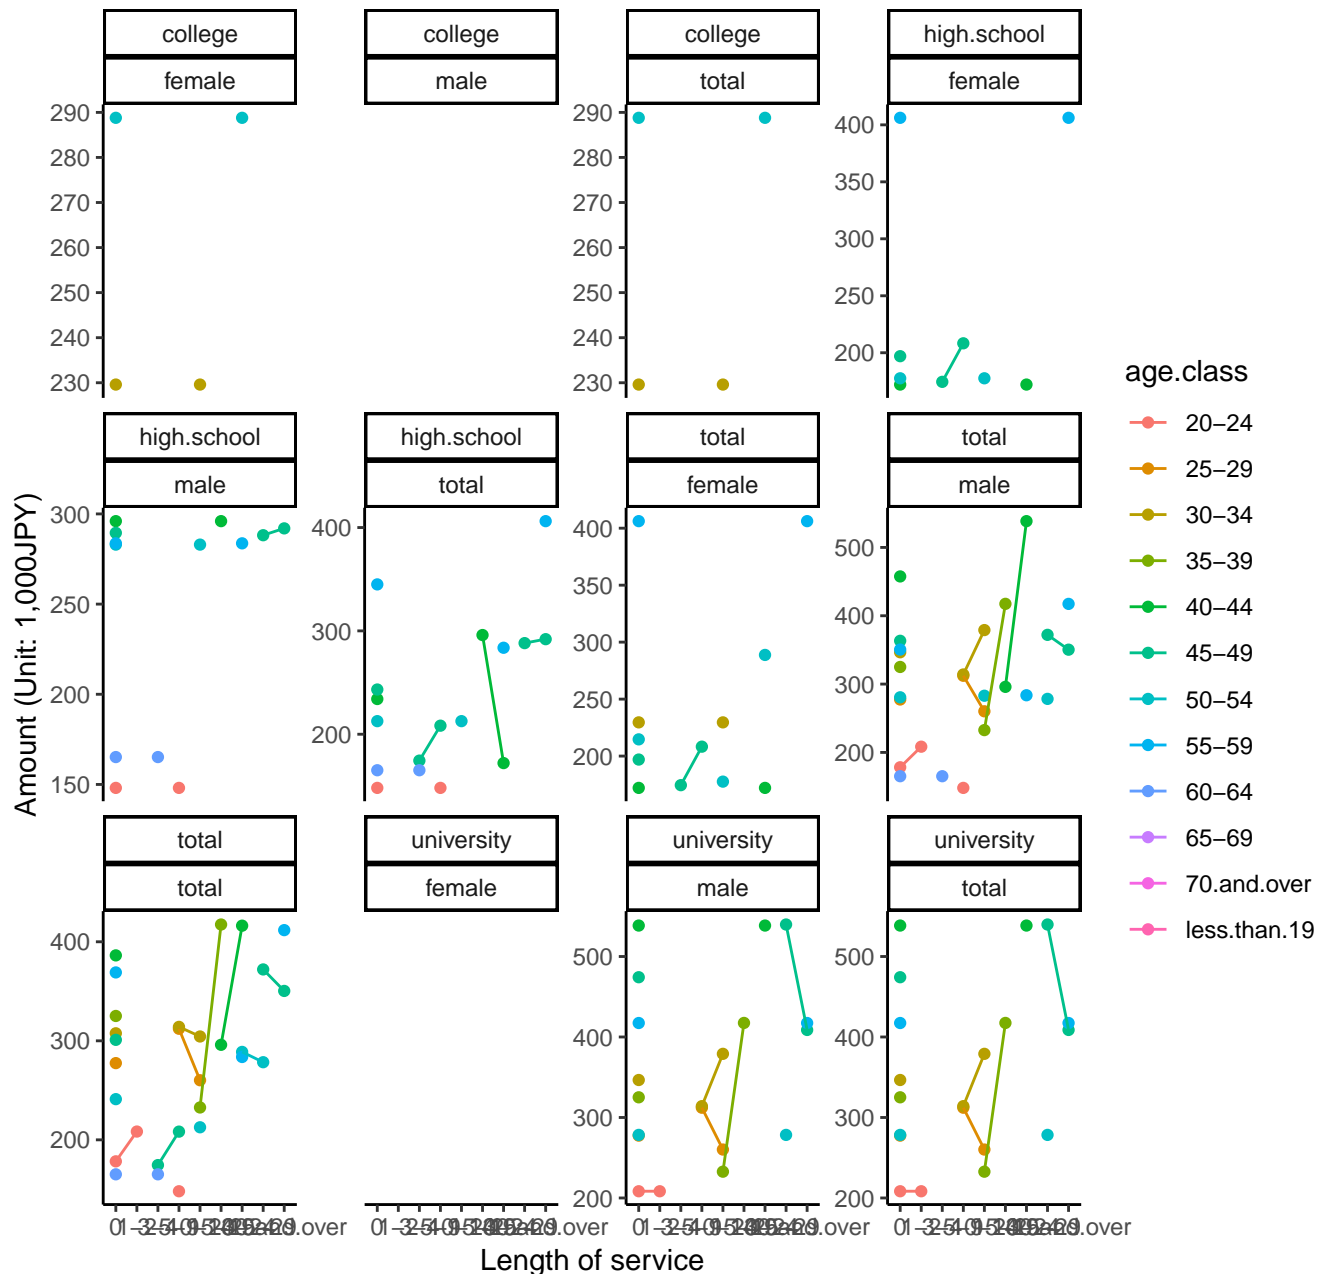 college
college
college
high.school
female
male
total
female
290
280
270
260
250
240
230
290
280
270
260
250
240
230
400
350
300
250
200
high.school
high.school
total
total
male
total
female
male
300
250
200
150
400
300
200
400
350
300
250
200
500
400
300
200
total
university
university
university
total
female
male
total
400
300
200
500
400
300
200
500
400
300
200
Amount (Unit: 1,000JPY)
Length of service
age.class
20−24
25−29
30−34
35−39
40−44
45−49
50−54
55−59
60−64
65−69
70.and.over
less.than.19